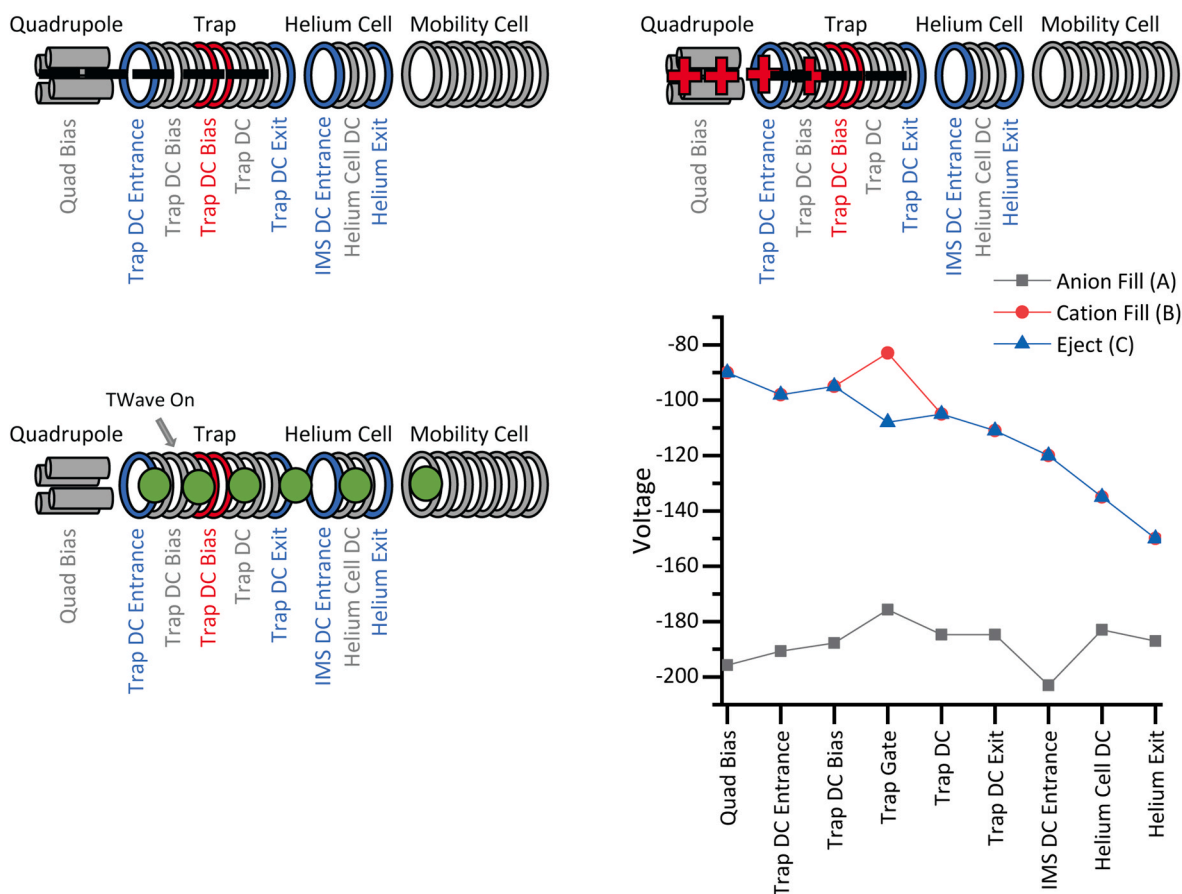 Quadrupole Trap Helium Cell Mobility Cell
Quad Bias
Trap DC Entrance
Trap DC Bias
Trap DC Bias
Trap DC
Trap DC Exit
IMS DC Entrance
Helium Cell DC
Helium Exit
Quadrupole Trap Helium Cell Mobility Cell
Quad Bias
Trap DC Entrance
Trap DC Bias
Trap DC Bias
Trap DC
Trap DC Exit
IMS DC Entrance
Helium Cell DC
Helium Exit
TWave On
Quadrupole Trap Helium Cell Mobility Cell
Quad Bias
Trap DC Entrance
Trap DC Bias
Trap DC Bias
Trap DC
Trap DC Exit
IMS DC Entrance
Helium Cell DC
Helium Exit
Anion Fill (A)
Cation Fill (B)
Eject (C)
Voltage
-80
-100
-120
-140
-160
-180
-200
Quad Bias
Trap DC Entrance
Trap DC Bias
Trap Gate
Trap DC
Trap DC Exit
IMS DC Entrance
Helium Cell DC
Helium Exit